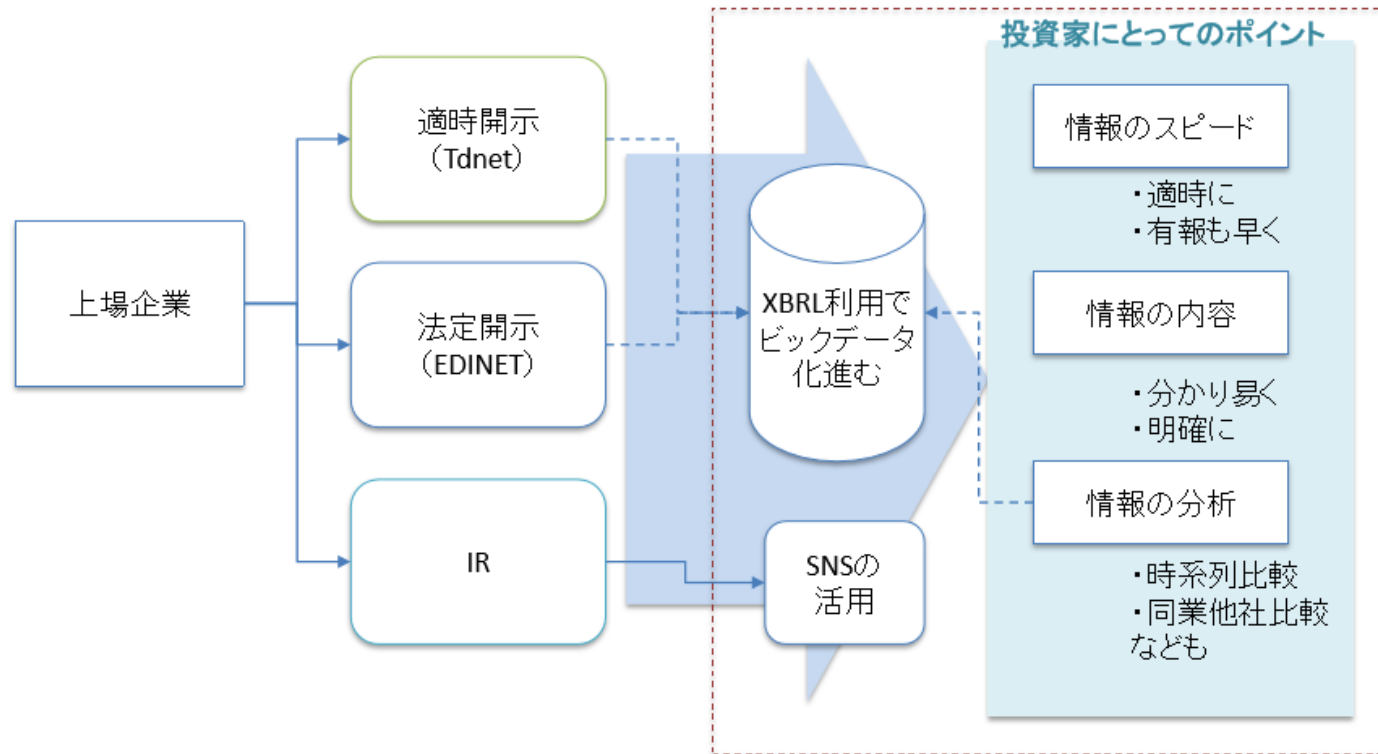 上場企業
適時開示
（Tdnet）
法定開示
（EDINET）
IR
XBRL利用で
ビックデータ
化進む
SNSの
活用
投資家にとってのポイント
情報のスピード
・適時に
・有報も早く
情報の内容
・分かり易く
・明確に
情報の分析
・時系列比較
・同業他社比較
なども